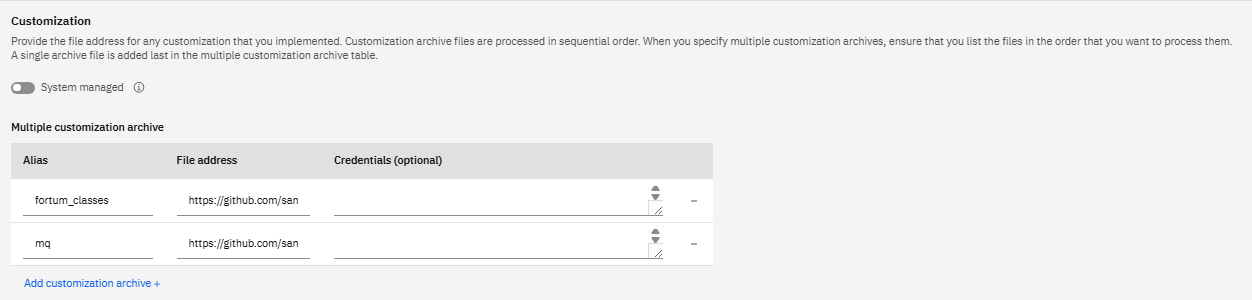 Customization
Provide the file address for any customization that you implemented. Customization archive files are processed in sequential order. When you specify multiple customization archives, ensure that you list the files in the order that you want to process them.
A single archive file is added last in the multiple customization archive table.
System managed
Multiple customization archive
Alias File address Credentials (optional)
fortum_classes https://github.com/san
mq https://github.com/san
Add customization archive +